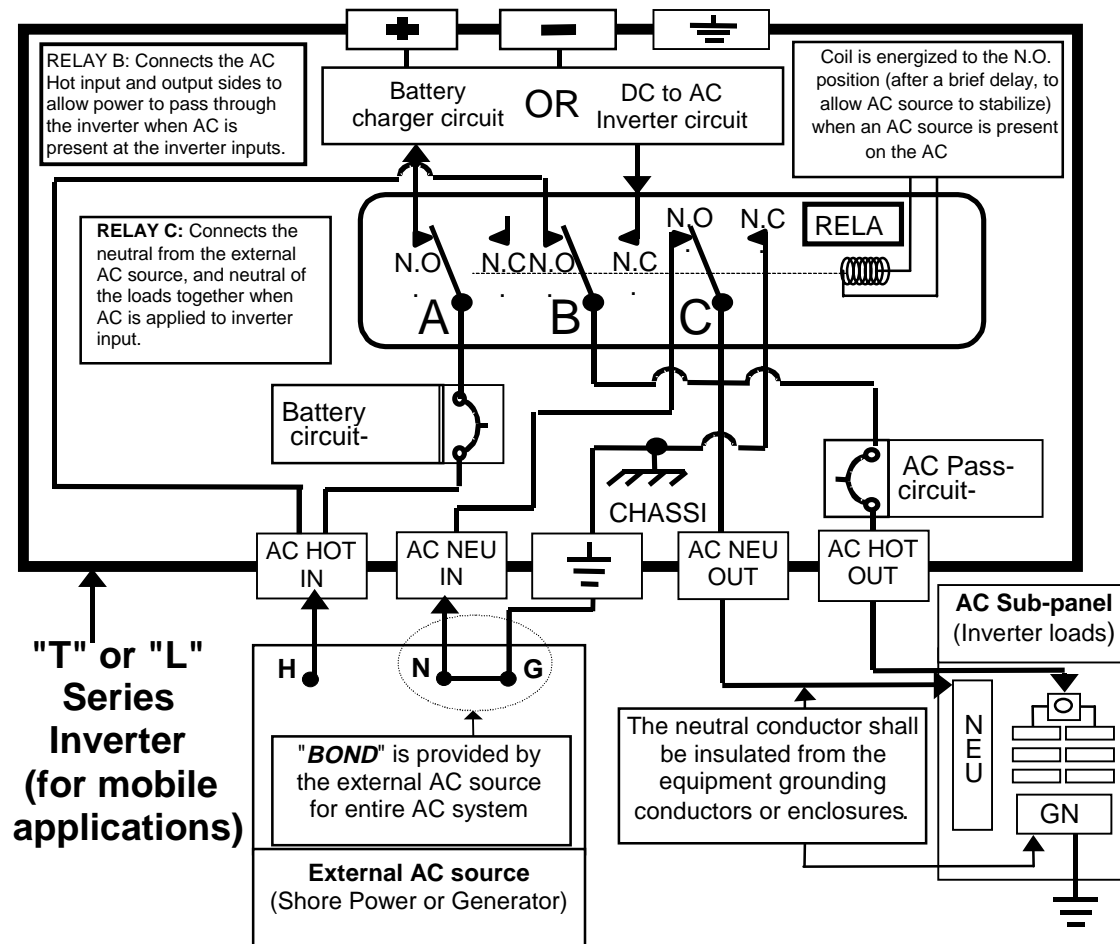 +
-
RELAY B: Connects the AC
Hot input and output sides to
allow power to pass through
the inverter when AC is
present at the inverter inputs.
Battery
charger circuit
OR
DC to AC
Inverter circuit
Coil is energized to the N.O.
position (after a brief delay, to
allow AC source to stabilize)
when an AC source is present
on the AC
RELAY C: Connects the
neutral from the external
AC source, and neutral of
the loads together when
AC is applied to inverter
input.
N.O.
N.C.
N.O.
N.C.
N.O.
N.C.
RELA
A
B
C
Battery
circuit-
CHASSI
AC Pass-
circuit-
AC HOT
IN
AC NEU
IN
AC NEU
OUT
AC HOT
OUT
"T" or "L"
Series
Inverter
(for mobile
applications)
H
N
G
"BOND" is provided by
the external AC source
for entire AC system
External AC source
(Shore Power or Generator)
The neutral conductor shall
be insulated from the
equipment grounding
conductors or enclosures.
AC Sub-panel
(Inverter loads)
NEU
GN